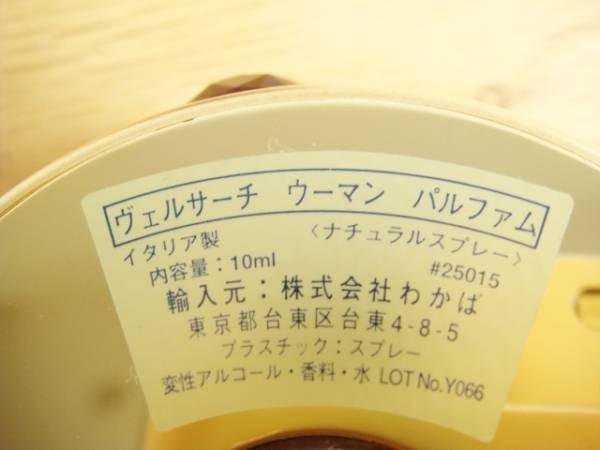 ヴェルサーチ ウーマン パルファム
イタリア製 〈ナチュラルスプレー〉
内容量：10ml #25015
輸入元：株式会社わかば
東京都台東区台東4-8-5
プラスチック：スプレー
変性アルコール・香料・水 LOT No.Y066